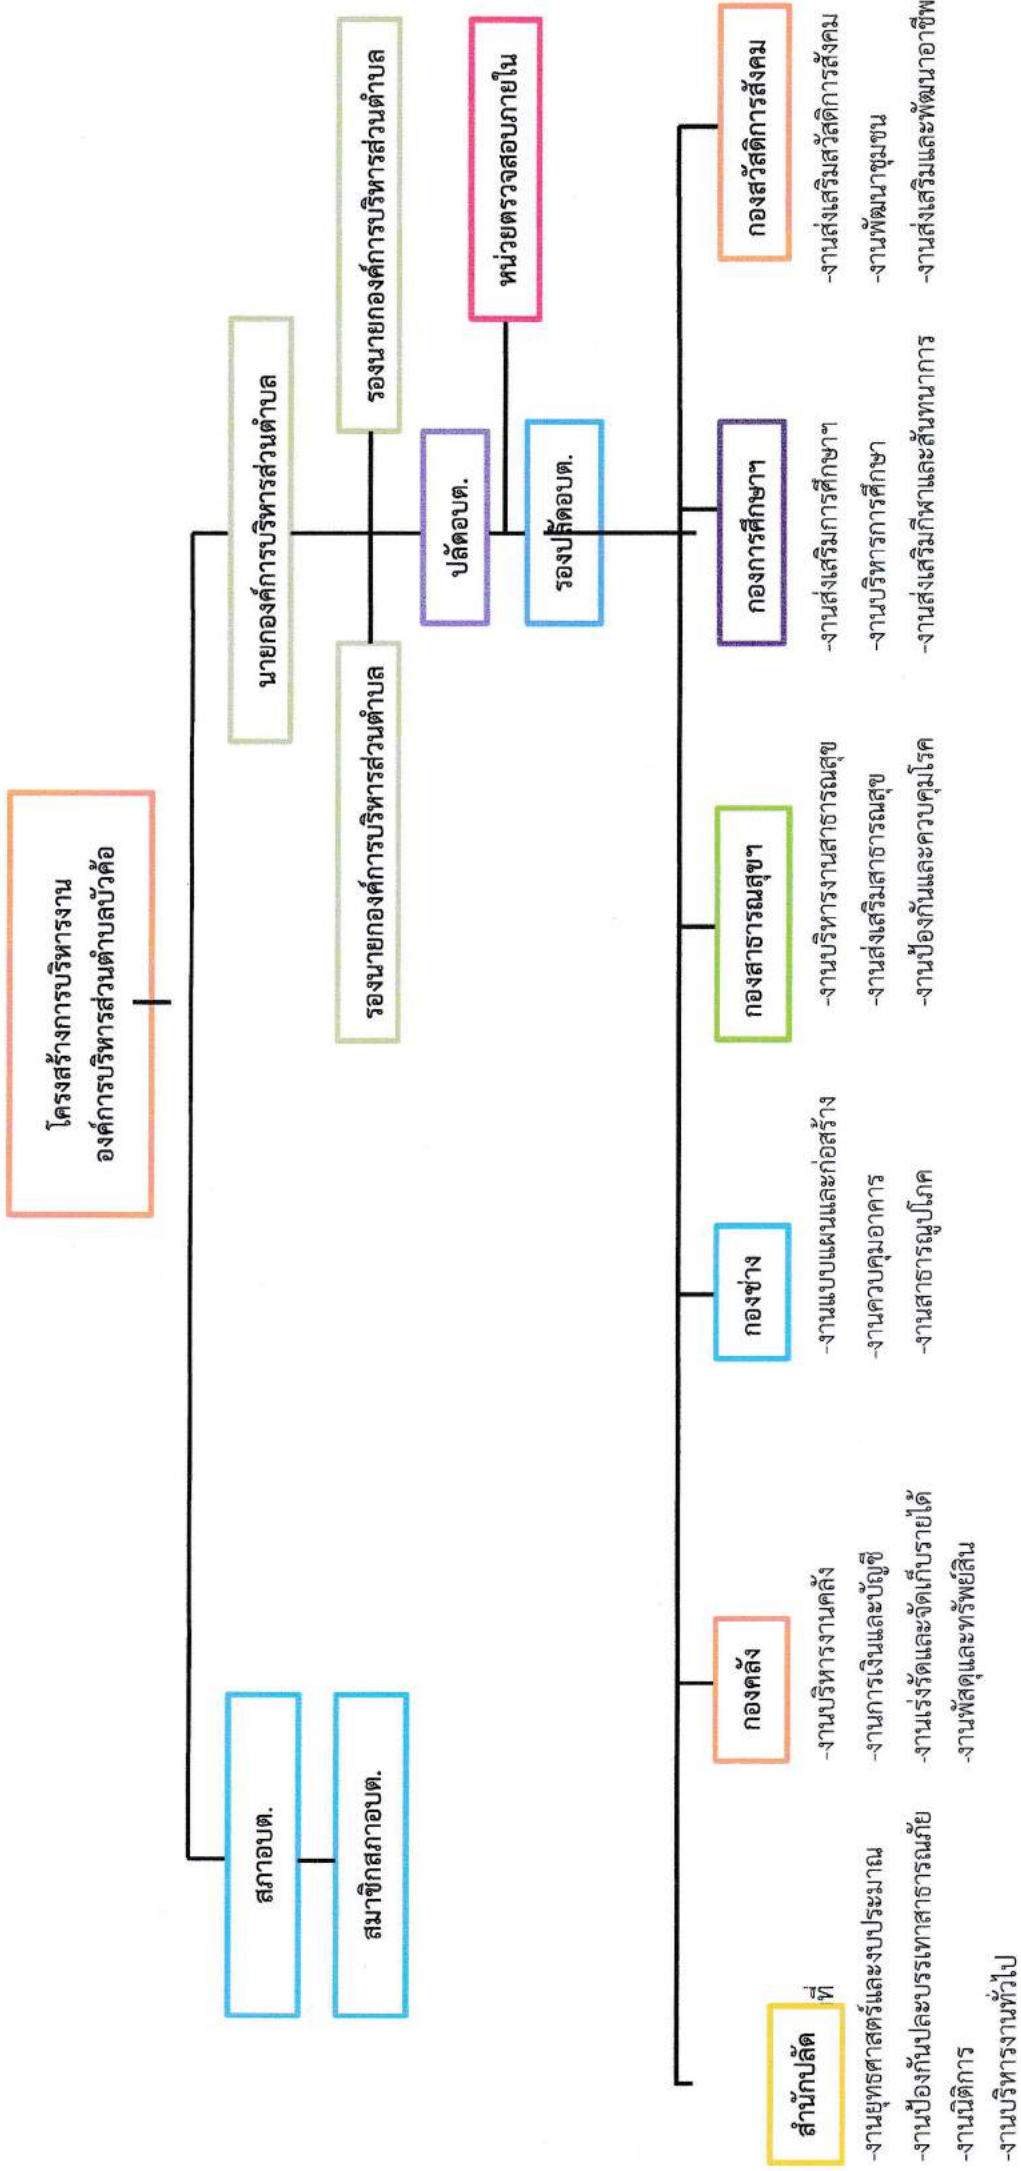 โครงสร้างการบริหารงาน
องค์การบริหารส่วนตำบลบัวค้อ
สภาอบต.
สมาชิกสภาอบต.
นายกองค์การบริหารส่วนตำบล
รองนายกองค์การบริหารส่วนตำบล
รองนายกองค์การบริหารส่วนตำบล
ปลัดอบต.
หน่วยตรวจสอบภายใน
รองปลัดอบต.
สำนักปลัด
-งานยุทธศาสตร์และงบประมาณ
-งานป้องกันปละบรรเทาสาธารณภัย
-งานนิติการ
-งานบริหารงานทั่วไป
กองคลัง
-งานบริหารงานคลัง
-งานการเงินและบัญชี
-งานเร่งรัดและจัดเก็บรายได้
-งานพัสดุและทรัพย์สิน
กองช่าง
-งานแบบแผนและก่อสร้าง
-งานควบคุมอาคาร
-งานสาธารณูปโภค
กองสาธารณสุขฯ
-งานบริหารงานสาธารณสุข
-งานส่งเสริมสาธารณสุข
-งานป้องกันและควบคุมโรค
กองการศึกษาฯ
-งานส่งเสริมการศึกษาฯ
-งานบริหารการศึกษา
-งานส่งเสริมกีฬาและสันทนาการ
กองสวัสดิการสังคม
-งานส่งเสริมสวัสดิการสังคม
-งานพัฒนาชุมชน
-งานส่งเสริมและพัฒนาอาชีพ